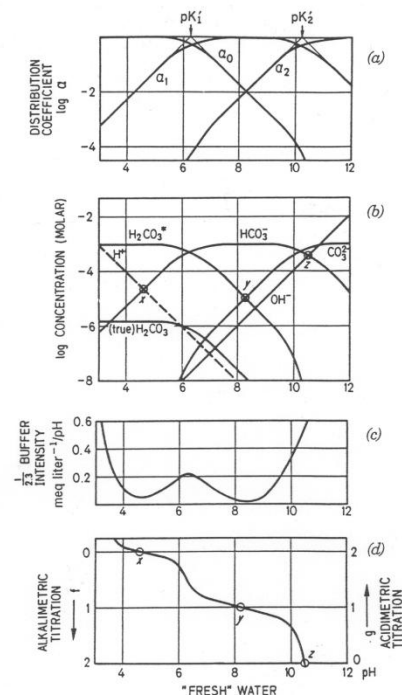 pK₁′ pK₂′
(a)
DISTRIBUTION
COEFFICIENT
log α
-2
-4
α₁ α₀ α₂
4 6 8 10 12
(b)
log CONCENTRATION (MOLAR)
-2
-4
-6
-8
H₂CO₃* HCO₃⁻
H⁺ CO₃²⁻
x y z
OH⁻
(true)H₂CO₃
4 6 8 10 12
(c)
1/2.3 BUFFER
INTENSITY
meq liter⁻¹/pH
0.6
0.4
0.2
4 6 8 10 12
(d)
ALKALIMETRIC
TITRATION
f
0
1
2
x y z
2
1
0
g
ACIDIMETRIC
TITRATION
4 6 8 10 12 pH
"FRESH" WATER